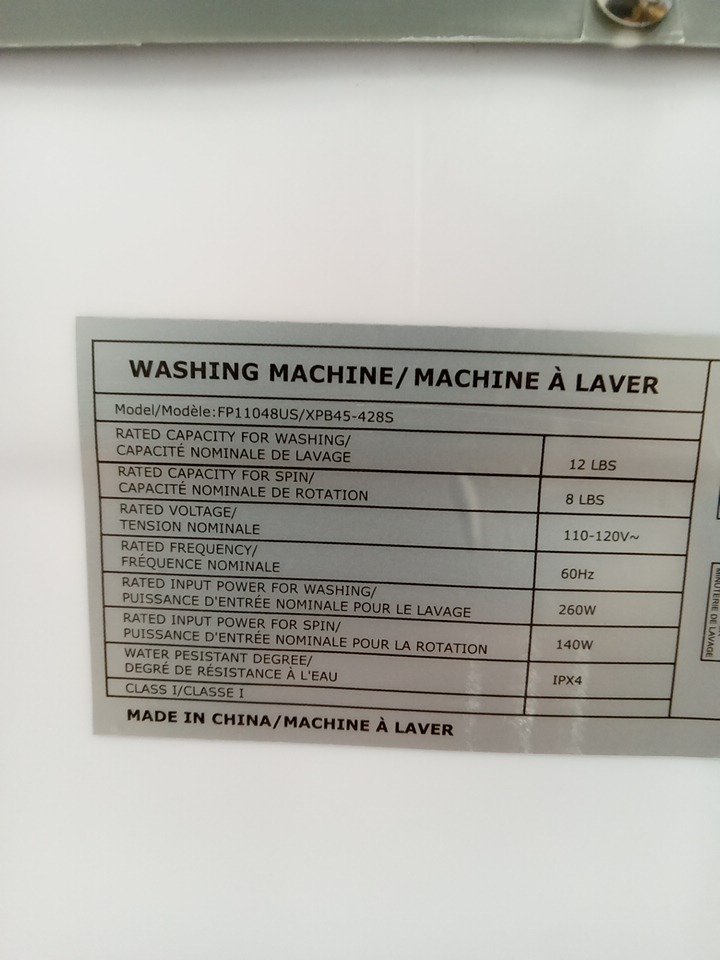 WASHING MACHINE/MACHINE À LAVER
Model/Modèle:FP11048US/XPB45-428S
RATED CAPACITY FOR WASHING/
CAPACITÉ NOMINALE DE LAVAGE
12 LBS
RATED CAPACITY FOR SPIN/
CAPACITÉ NOMINALE DE ROTATION
8 LBS
RATED VOLTAGE/
TENSION NOMINALE
110-120V~
RATED FREQUENCY/
FRÉQUENCE NOMINALE
60Hz
RATED INPUT POWER FOR WASHING/
PUISSANCE D'ENTRÉE NOMINALE POUR LE LAVAGE
260W
RATED INPUT POWER FOR SPIN/
PUISSANCE D'ENTRÉE NOMINALE POUR LA ROTATION
140W
WATER PESISTANT DEGREE/
DEGRÉ DE RÉSISTANCE À L'EAU
IPX4
CLASS I/CLASSE I
MADE IN CHINA/MACHINE À LAVER
MINUTERIE DE LAVAGE